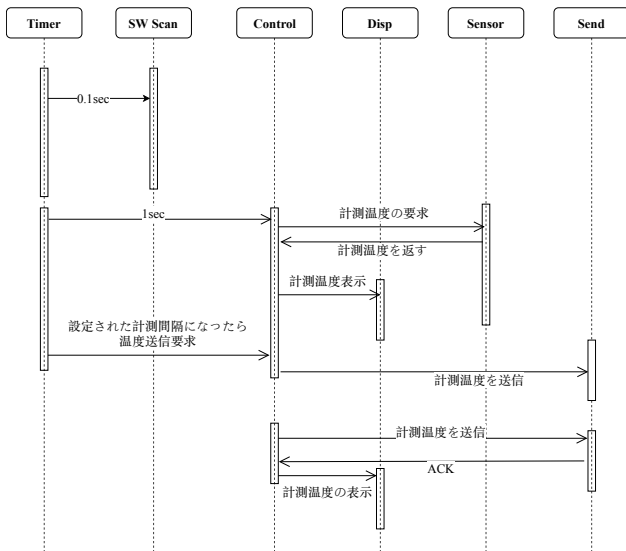 Timer
SW Scan
Control
Disp
Sensor
Send
0.1sec
1sec
計測温度の要求
計測温度を返す
計測温度表示
設定された計測間隔になったら
温度送信要求
計測温度を送信
計測温度を送信
ACK
計測温度の表示